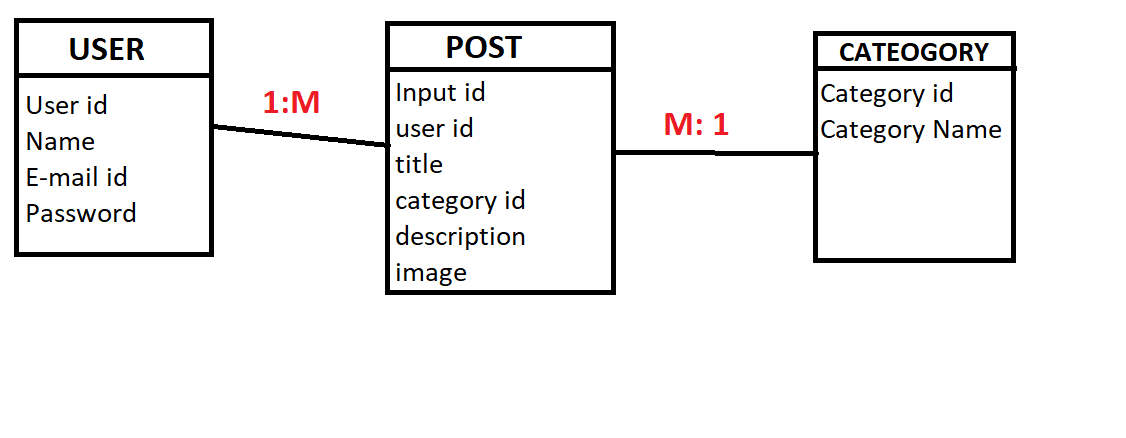 USER
User id
Name
E-mail id
Password
1:M
POST
Input id
user id
title
category id
description
image
M: 1
CATEOGORY
Category id
Category Name